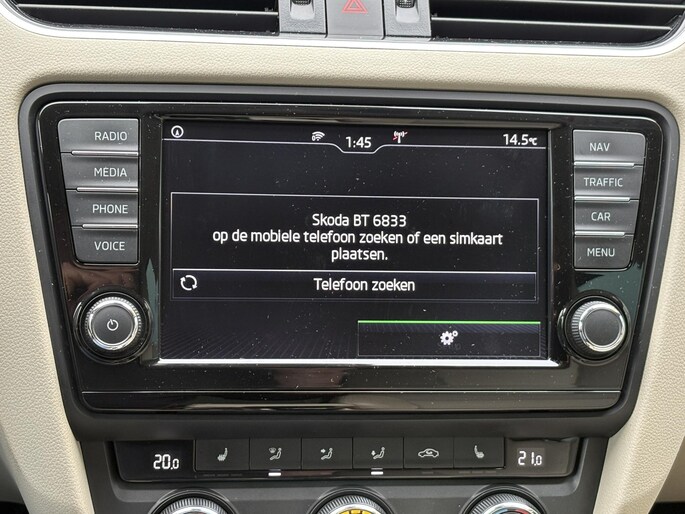 1:45
14.5°C
RADIO
MEDIA
PHONE
VOICE
Skoda BT 6833
op de mobiele telefoon zoeken of een simkaart
plaatsen.
Telefoon zoeken
NAV
TRAFFIC
CAR
MENU
20.0
21.0